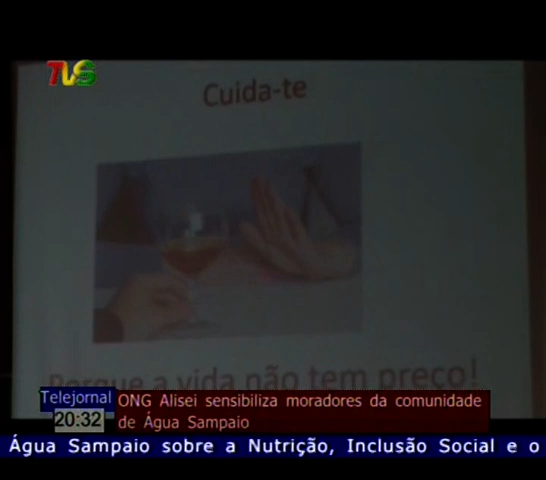 TVS
Cuida-te
Porque a vida não tem preço!
Telejornal
20:32
ONG Alisei sensibiliza moradores da comunidade
de Água Sampaio
Água Sampaio sobre a Nutrição, Inclusão Social e o